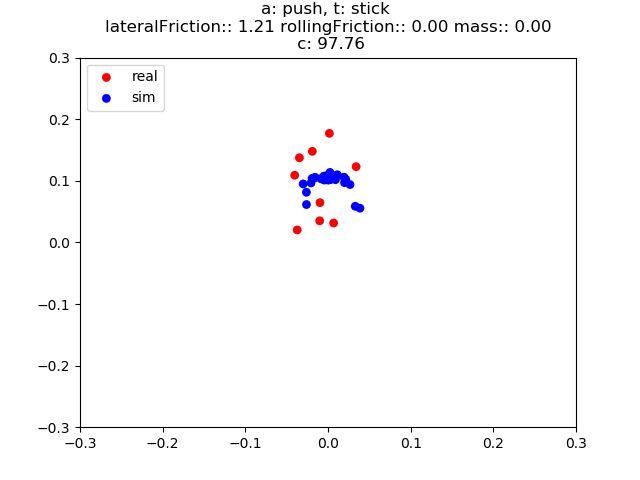 a: push, t: stick
lateralFriction:: 1.21 rollingFriction:: 0.00 mass:: 0.00
c: 97.76
real
sim
0.3
0.2
0.1
0.0
−0.1
−0.2
−0.3
−0.3
−0.2
−0.1
0.0
0.1
0.2
0.3